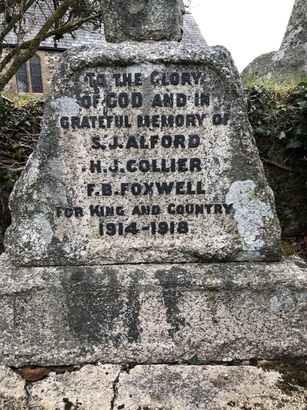 TO THE GLORY
OF GOD AND IN
GRATEFUL MEMORY OF
S.J. ALFORD
H.J. COLLIER
F.B. FOXWELL
FOR KING AND COUNTRY
1914-1918